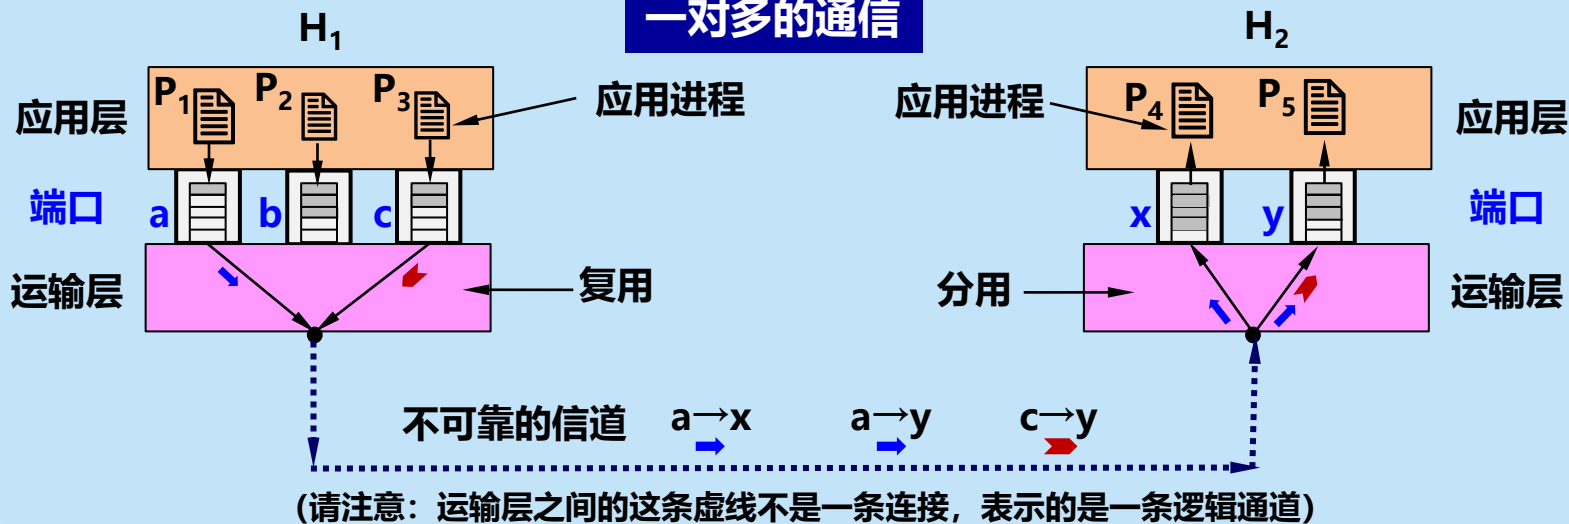 一对多的通信
H₁
H₂
P₁ P₂ P₃
应用层
应用进程
应用进程
P₄ P₅
应用层
端口
a b c
x y
端口
运输层
复用
分用
运输层
不可靠的信道 a→x a→y c→y
(请注意：运输层之间的这条虚线不是一条连接，表示的是一条逻辑通道)